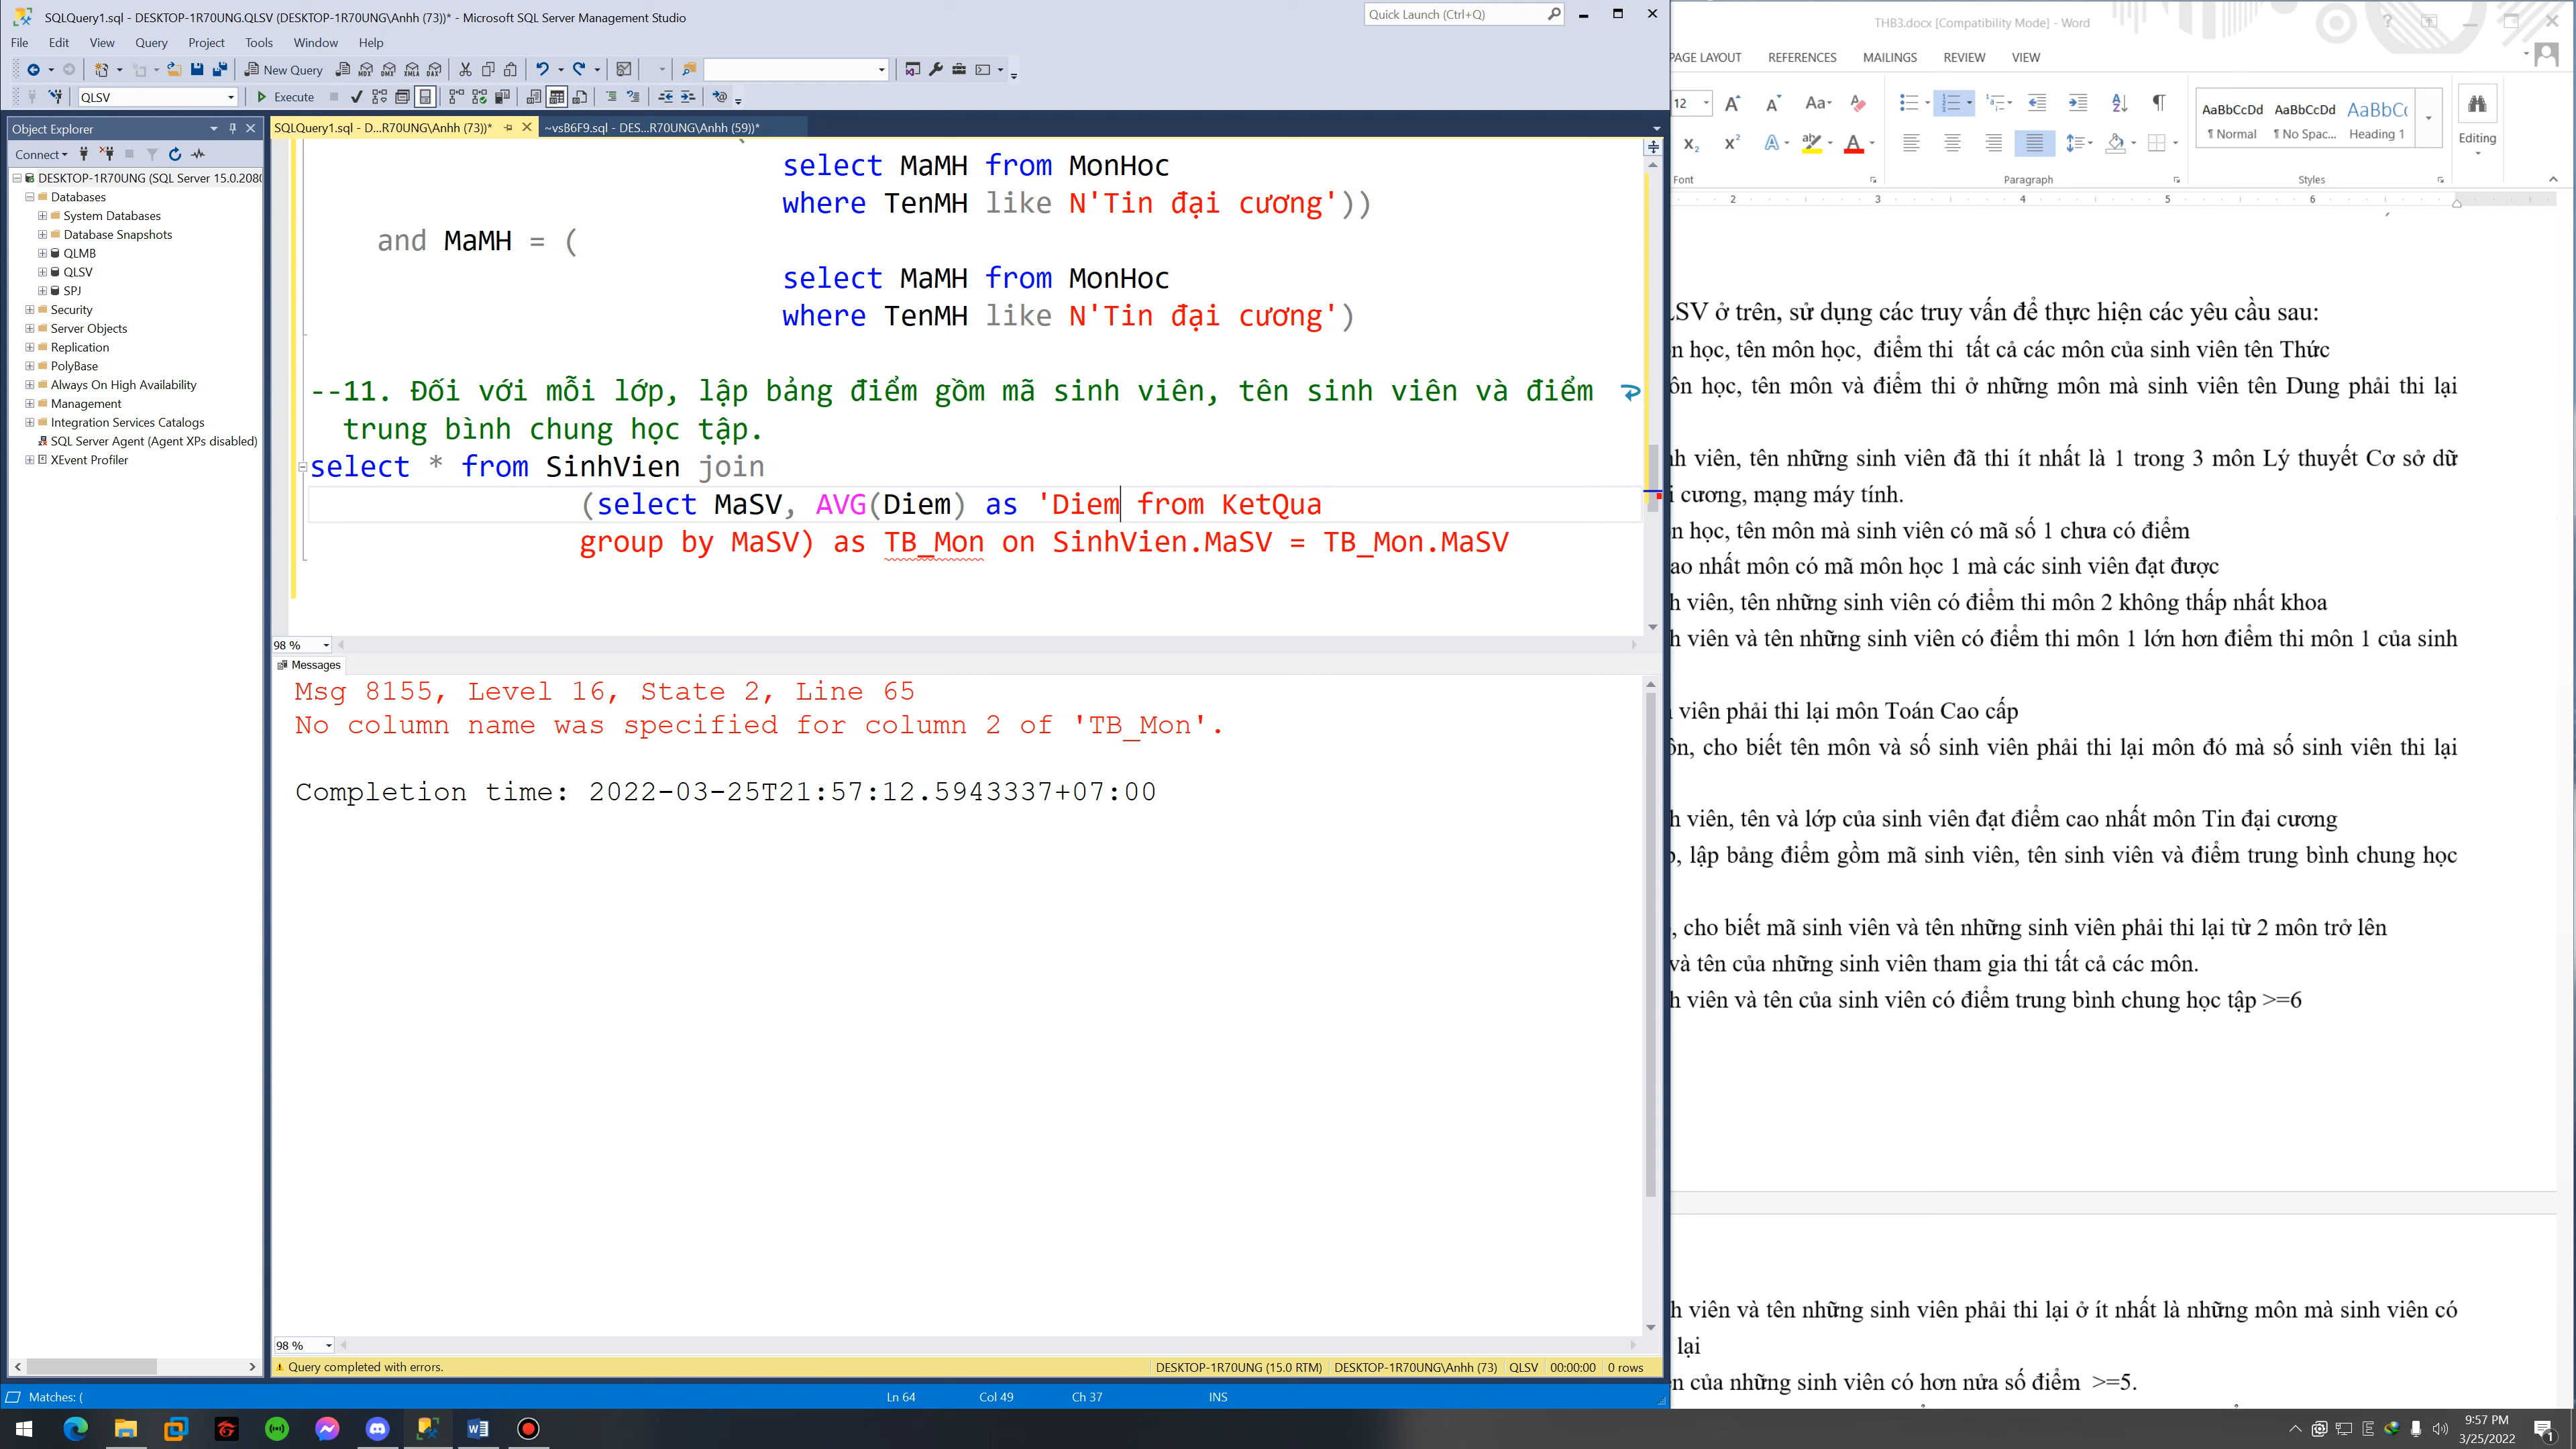 SQLQuery1.sql - DESKTOP-1R70UNG.QLSV (DESKTOP-1R70UNG\Anhh (73))* - Microsoft SQL Server Management Studio
Quick Launch (Ctrl+Q)
File Edit View Query Project Tools Window Help
New Query
MDX DMX XMLA DAX
QLSV
Execute
Object Explorer
Connect
DESKTOP-1R70UNG (SQL Server 15.0.2080
Databases
System Databases
Database Snapshots
QLMB
QLSV
SPJ
Security
Server Objects
Replication
PolyBase
Always On High Availability
Management
Integration Services Catalogs
SQL Server Agent (Agent XPs disabled)
XEvent Profiler
SQLQuery1.sql - D...R70UNG\Anhh (73))*
~vsB6F9.sql - DES...R70UNG\Anhh (59))*
select MaMH from MonHoc
where TenMH like N'Tin đại cương'))
and MaMH = (
select MaMH from MonHoc
where TenMH like N'Tin đại cương')
--11. Đối với mỗi lớp, lập bảng điểm gồm mã sinh viên, tên sinh viên và điểm
trung bình chung học tập.
select * from SinhVien join
(select MaSV, AVG(Diem) as 'Diem from KetQua
group by MaSV) as TB_Mon on SinhVien.MaSV = TB_Mon.MaSV
98 %
Messages
Msg 8155, Level 16, State 2, Line 65
No column name was specified for column 2 of 'TB_Mon'.
Completion time: 2022-03-25T21:57:12.5943337+07:00
98 %
Query completed with errors.
DESKTOP-1R70UNG (15.0 RTM) DESKTOP-1R70UNG\Anhh (73) QLSV 00:00:00 0 rows
Matches: (
Ln 64 Col 49 Ch 37 INS
THB3.docx [Compatibility Mode] - Word
PAGE LAYOUT REFERENCES MAILINGS REVIEW VIEW
12
AaBbCcDd AaBbCcDd AaBbCc
¶ Normal ¶ No Spac... Heading 1
Editing
Font Paragraph Styles
2 3 4 5 6
LSV ở trên, sử dụng các truy vấn để thực hiện các yêu cầu sau:
n học, tên môn học, điểm thi tất cả các môn của sinh viên tên Thức
ôn học, tên môn và điểm thi ở những môn mà sinh viên tên Dung phải thi lại
nh viên, tên những sinh viên đã thi ít nhất là 1 trong 3 môn Lý thuyết Cơ sở dữ
i cương, mạng máy tính.
n học, tên môn mà sinh viên có mã số 1 chưa có điểm
ao nhất môn có mã môn học 1 mà các sinh viên đạt được
h viên, tên những sinh viên có điểm thi môn 2 không thấp nhất khoa
h viên và tên những sinh viên có điểm thi môn 1 lớn hơn điểm thi môn 1 của sinh
viên phải thi lại môn Toán Cao cấp
ôn, cho biết tên môn và số sinh viên phải thi lại môn đó mà số sinh viên thi lại
h viên, tên và lớp của sinh viên đạt điểm cao nhất môn Tin đại cương
p, lập bảng điểm gồm mã sinh viên, tên sinh viên và điểm trung bình chung học
, cho biết mã sinh viên và tên những sinh viên phải thi lại từ 2 môn trở lên
và tên của những sinh viên tham gia thi tất cả các môn.
h viên và tên của sinh viên có điểm trung bình chung học tập >=6
h viên và tên những sinh viên phải thi lại ở ít nhất là những môn mà sinh viên có
lại
n của những sinh viên có hơn nửa số điểm >=5.
9:57 PM
3/25/2022
1